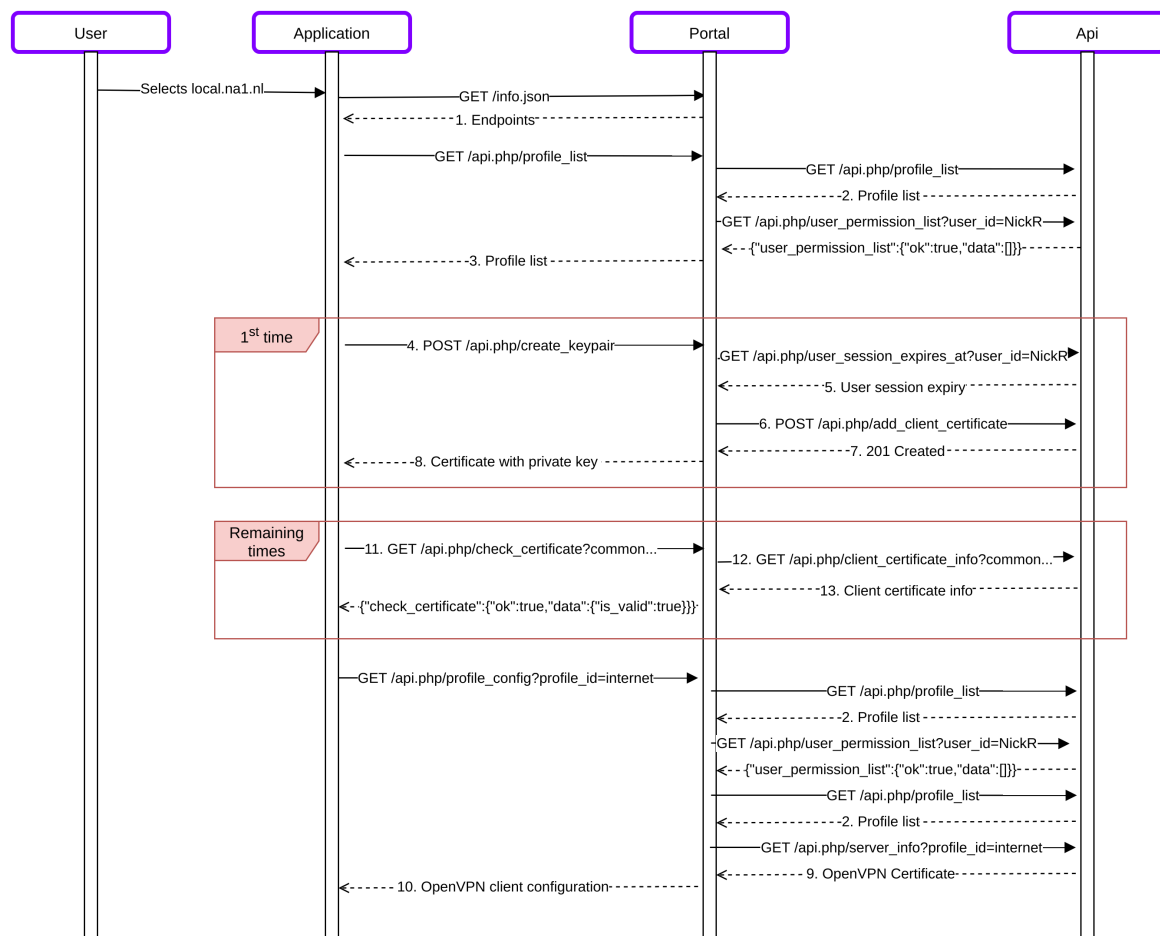 User
Application
Portal
Api
Selects local.na1.nl
GET /info.json
1. Endpoints
GET /api.php/profile_list
GET /api.php/profile_list
2. Profile list
GET /api.php/user_permission_list?user_id=NickR
{"user_permission_list":{"ok":true,"data":[]}}
3. Profile list
1st time
4. POST /api.php/create_keypair
GET /api.php/user_session_expires_at?user_id=NickR
5. User session expiry
6. POST /api.php/add_client_certificate
7. 201 Created
8. Certificate with private key
Remaining
times
11. GET /api.php/check_certificate?common...
12. GET /api.php/client_certificate_info?common...
13. Client certificate info
{"check_certificate":{"ok":true,"data":{"is_valid":true}}}
GET /api.php/profile_config?profile_id=internet
GET /api.php/profile_list
2. Profile list
GET /api.php/user_permission_list?user_id=NickR
{"user_permission_list":{"ok":true,"data":[]}}
GET /api.php/profile_list
2. Profile list
GET /api.php/server_info?profile_id=internet
9. OpenVPN Certificate
10. OpenVPN client configuration